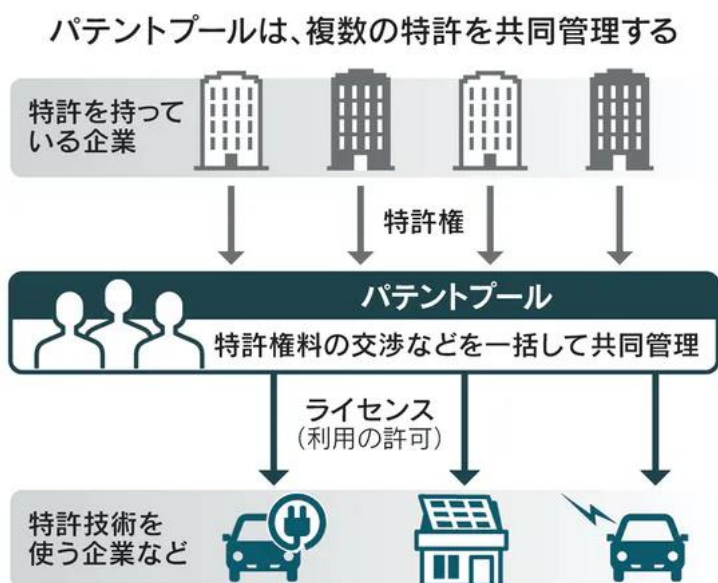 パテントプールは、複数の特許を共同管理する
特許を持って
いる企業
特許権
パテントプール
特許権料の交渉などを一括して共同管理
ライセンス
（利用の許可）
特許技術を
使う企業など